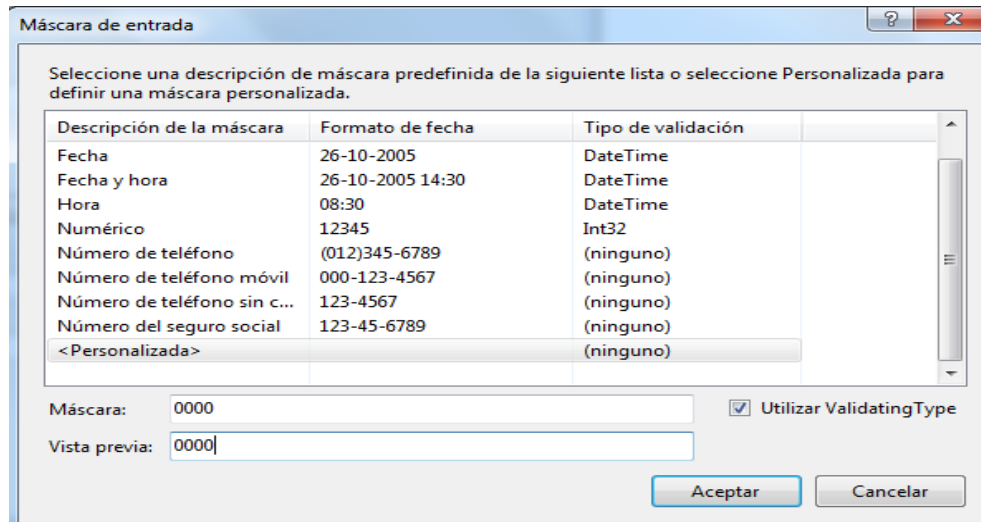 Máscara de entrada
Seleccione una descripción de máscara predefinida de la siguiente lista o seleccione Personalizada para
definir una máscara personalizada.
Descripción de la máscara Formato de fecha Tipo de validación
Fecha 26-10-2005 DateTime
Fecha y hora 26-10-2005 14:30 DateTime
Hora 08:30 DateTime
Numérico 12345 Int32
Número de teléfono (012)345-6789 (ninguno)
Número de teléfono móvil 000-123-4567 (ninguno)
Número de teléfono sin c... 123-4567 (ninguno)
Número del seguro social 123-45-6789 (ninguno)
<Personalizada> (ninguno)
Máscara: 0000 Utilizar ValidatingType
Vista previa: 0000
Aceptar Cancelar